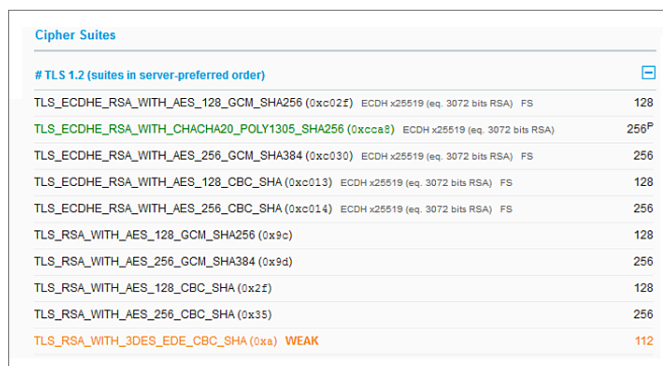 Cipher Suites
# TLS 1.2 (suites in server-preferred order)
TLS_ECDHE_RSA_WITH_AES_128_GCM_SHA256 (0xc02f) ECDH x25519 (eq. 3072 bits RSA) FS 128
TLS_ECDHE_RSA_WITH_CHACHA20_POLY1305_SHA256 (0xcca8) ECDH x25519 (eq. 3072 bits RSA) 256P
TLS_ECDHE_RSA_WITH_AES_256_GCM_SHA384 (0xc030) ECDH x25519 (eq. 3072 bits RSA) FS 256
TLS_ECDHE_RSA_WITH_AES_128_CBC_SHA (0xc013) ECDH x25519 (eq. 3072 bits RSA) FS 128
TLS_ECDHE_RSA_WITH_AES_256_CBC_SHA (0xc014) ECDH x25519 (eq. 3072 bits RSA) FS 256
TLS_RSA_WITH_AES_128_GCM_SHA256 (0x9c) 128
TLS_RSA_WITH_AES_256_GCM_SHA384 (0x9d) 256
TLS_RSA_WITH_AES_128_CBC_SHA (0x2f) 128
TLS_RSA_WITH_AES_256_CBC_SHA (0x35) 256
TLS_RSA_WITH_3DES_EDE_CBC_SHA (0xa) WEAK 112